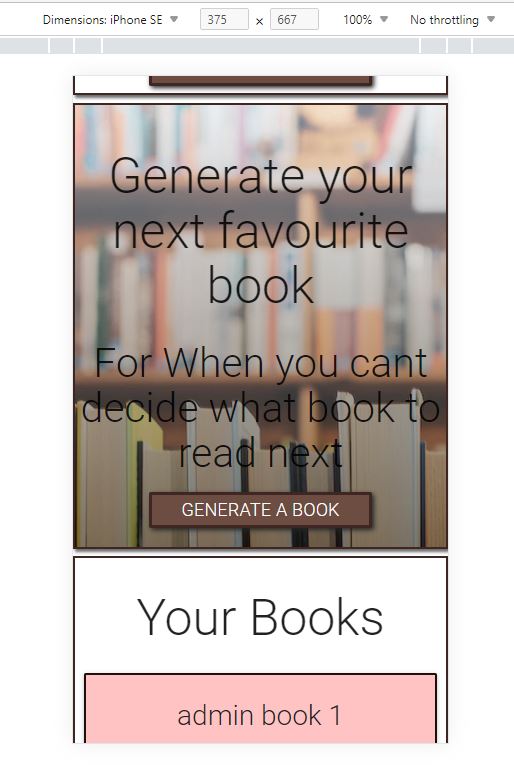 Dimensions: iPhone SE ▼ 375 × 667 100% ▼ No throttling ▼
Generate your
next favourite
book
For When you cant
decide what book to
read next
GENERATE A BOOK
Your Books
admin book 1